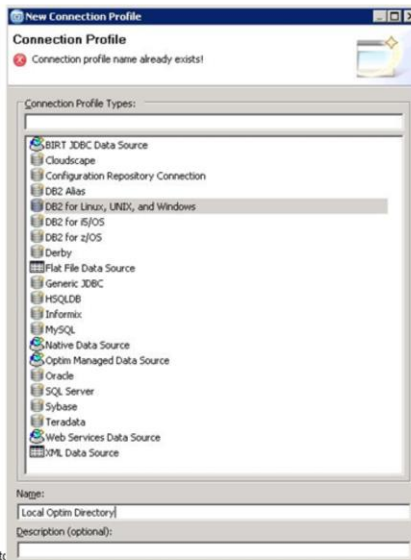 New Connection Profile
Connection Profile
Connection profile name already exists!
Connection Profile Types:
BIRT JDBC Data Source
Cloudscape
Configuration Repository Connection
DB2 Alias
DB2 for Linux, UNIX, and Windows
DB2 for i5/OS
DB2 for z/OS
Derby
Flat File Data Source
Generic JDBC
HSQLDB
Informix
MySQL
Native Data Source
Optim Managed Data Source
Oracle
SQL Server
Sybase
Teradata
Web Services Data Source
XML Data Source
Name:
Local Optim Directory
Description (optional):